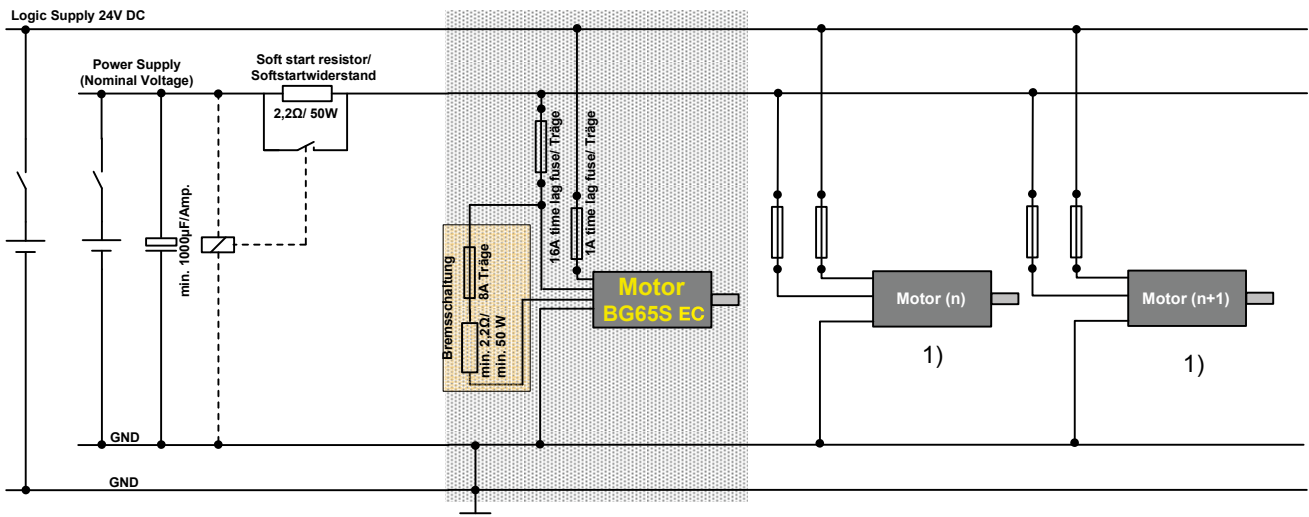 Logic Supply 24V DC
Power Supply
(Nominal Voltage)
Soft start resistor/
Softstartwiderstand
2,2Ω/ 50W
min. 1000µF/Amp.
16A time lag fuse/ Träge
1A time lag fuse/ Träge
Bremsschaltung
8A Träge
min. 2,2Ω/
min. 50 W
Motor
BG65S EC
Motor (n)
1)
Motor (n+1)
1)
GND
GND